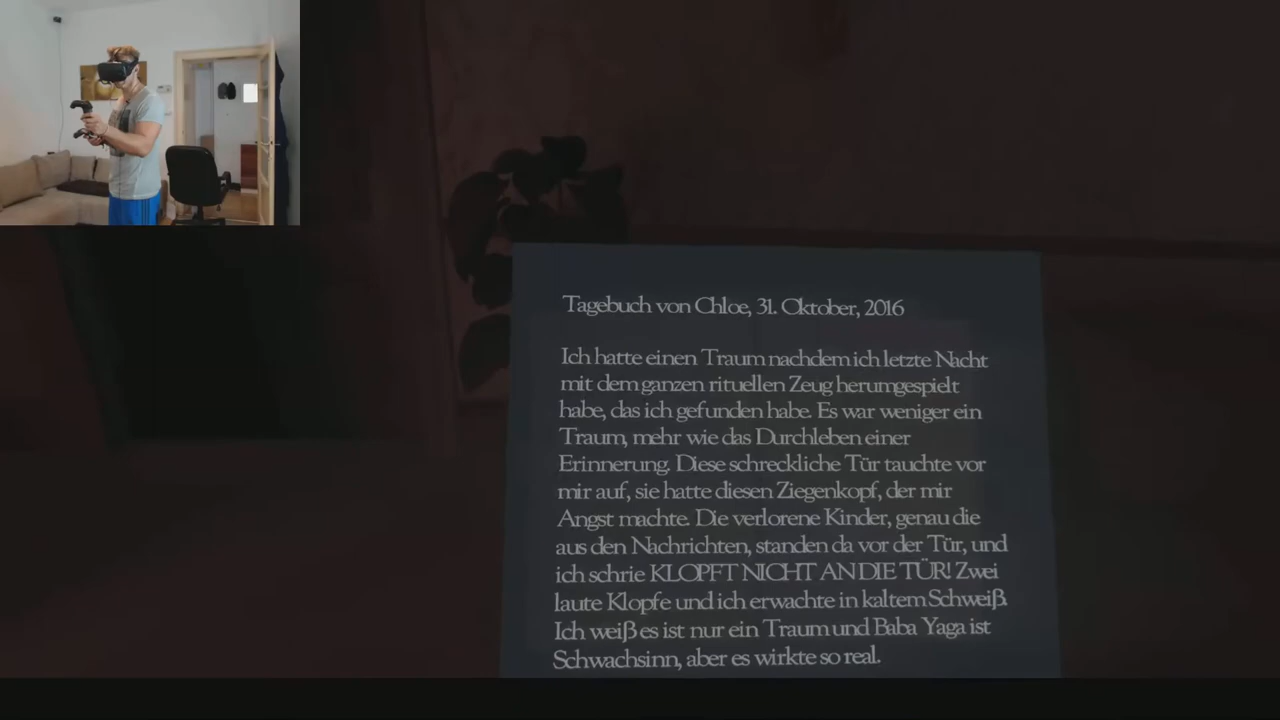 Tagebuch von Chloe, 31. Oktober, 2016
Ich hatte einen Traum nachdem ich letzte Nacht
mit dem ganzen rituellen Zeug herumgespielt
habe, das ich gefunden habe. Es war weniger ein
Traum, mehr wie das Durchleben einer
Erinnerung. Diese schreckliche Tür tauchte vor
mir auf, sie hatte diesen Ziegenkopf, der mir
Angst machte. Die verlorene Kinder, genau die
aus den Nachrichten, standen da vor der Tür, und
ich schrie KLOPFT NICHT AN DIE TÜR! Zwei
laute Klopfe und ich erwachte in kaltem Schweiß.
Ich weiß es ist nur ein Traum und Baba Yaga ist
Schwachsinn, aber es wirkte so real.